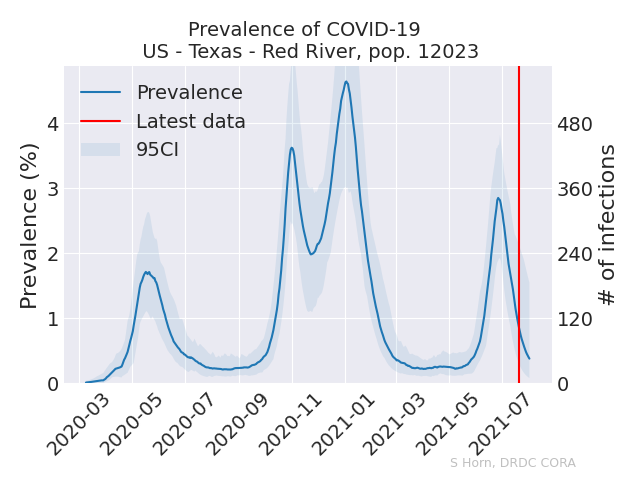 Prevalence of COVID-19
US - Texas - Red River, pop. 12023
Prevalence
Latest data
95CI
Prevalence (%)
4
3
2
1
0
# of infections
480
360
240
120
0
2020-03
2020-05
2020-07
2020-09
2020-11
2021-01
2021-03
2021-05
2021-07
S Horn, DRDC CORA